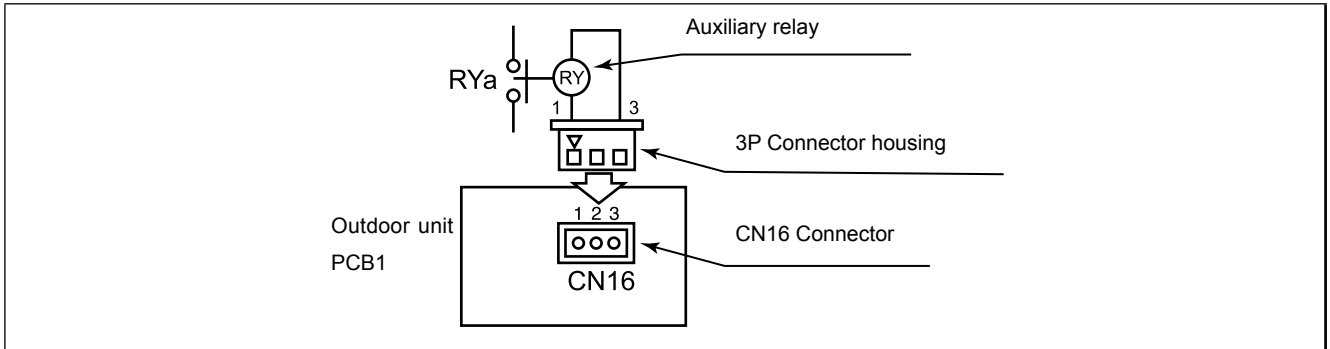 Auxiliary relay
RYa
RY
1 3
3P Connector housing
1 2 3
Outdoor unit
PCB1
CN16 Connector
CN16